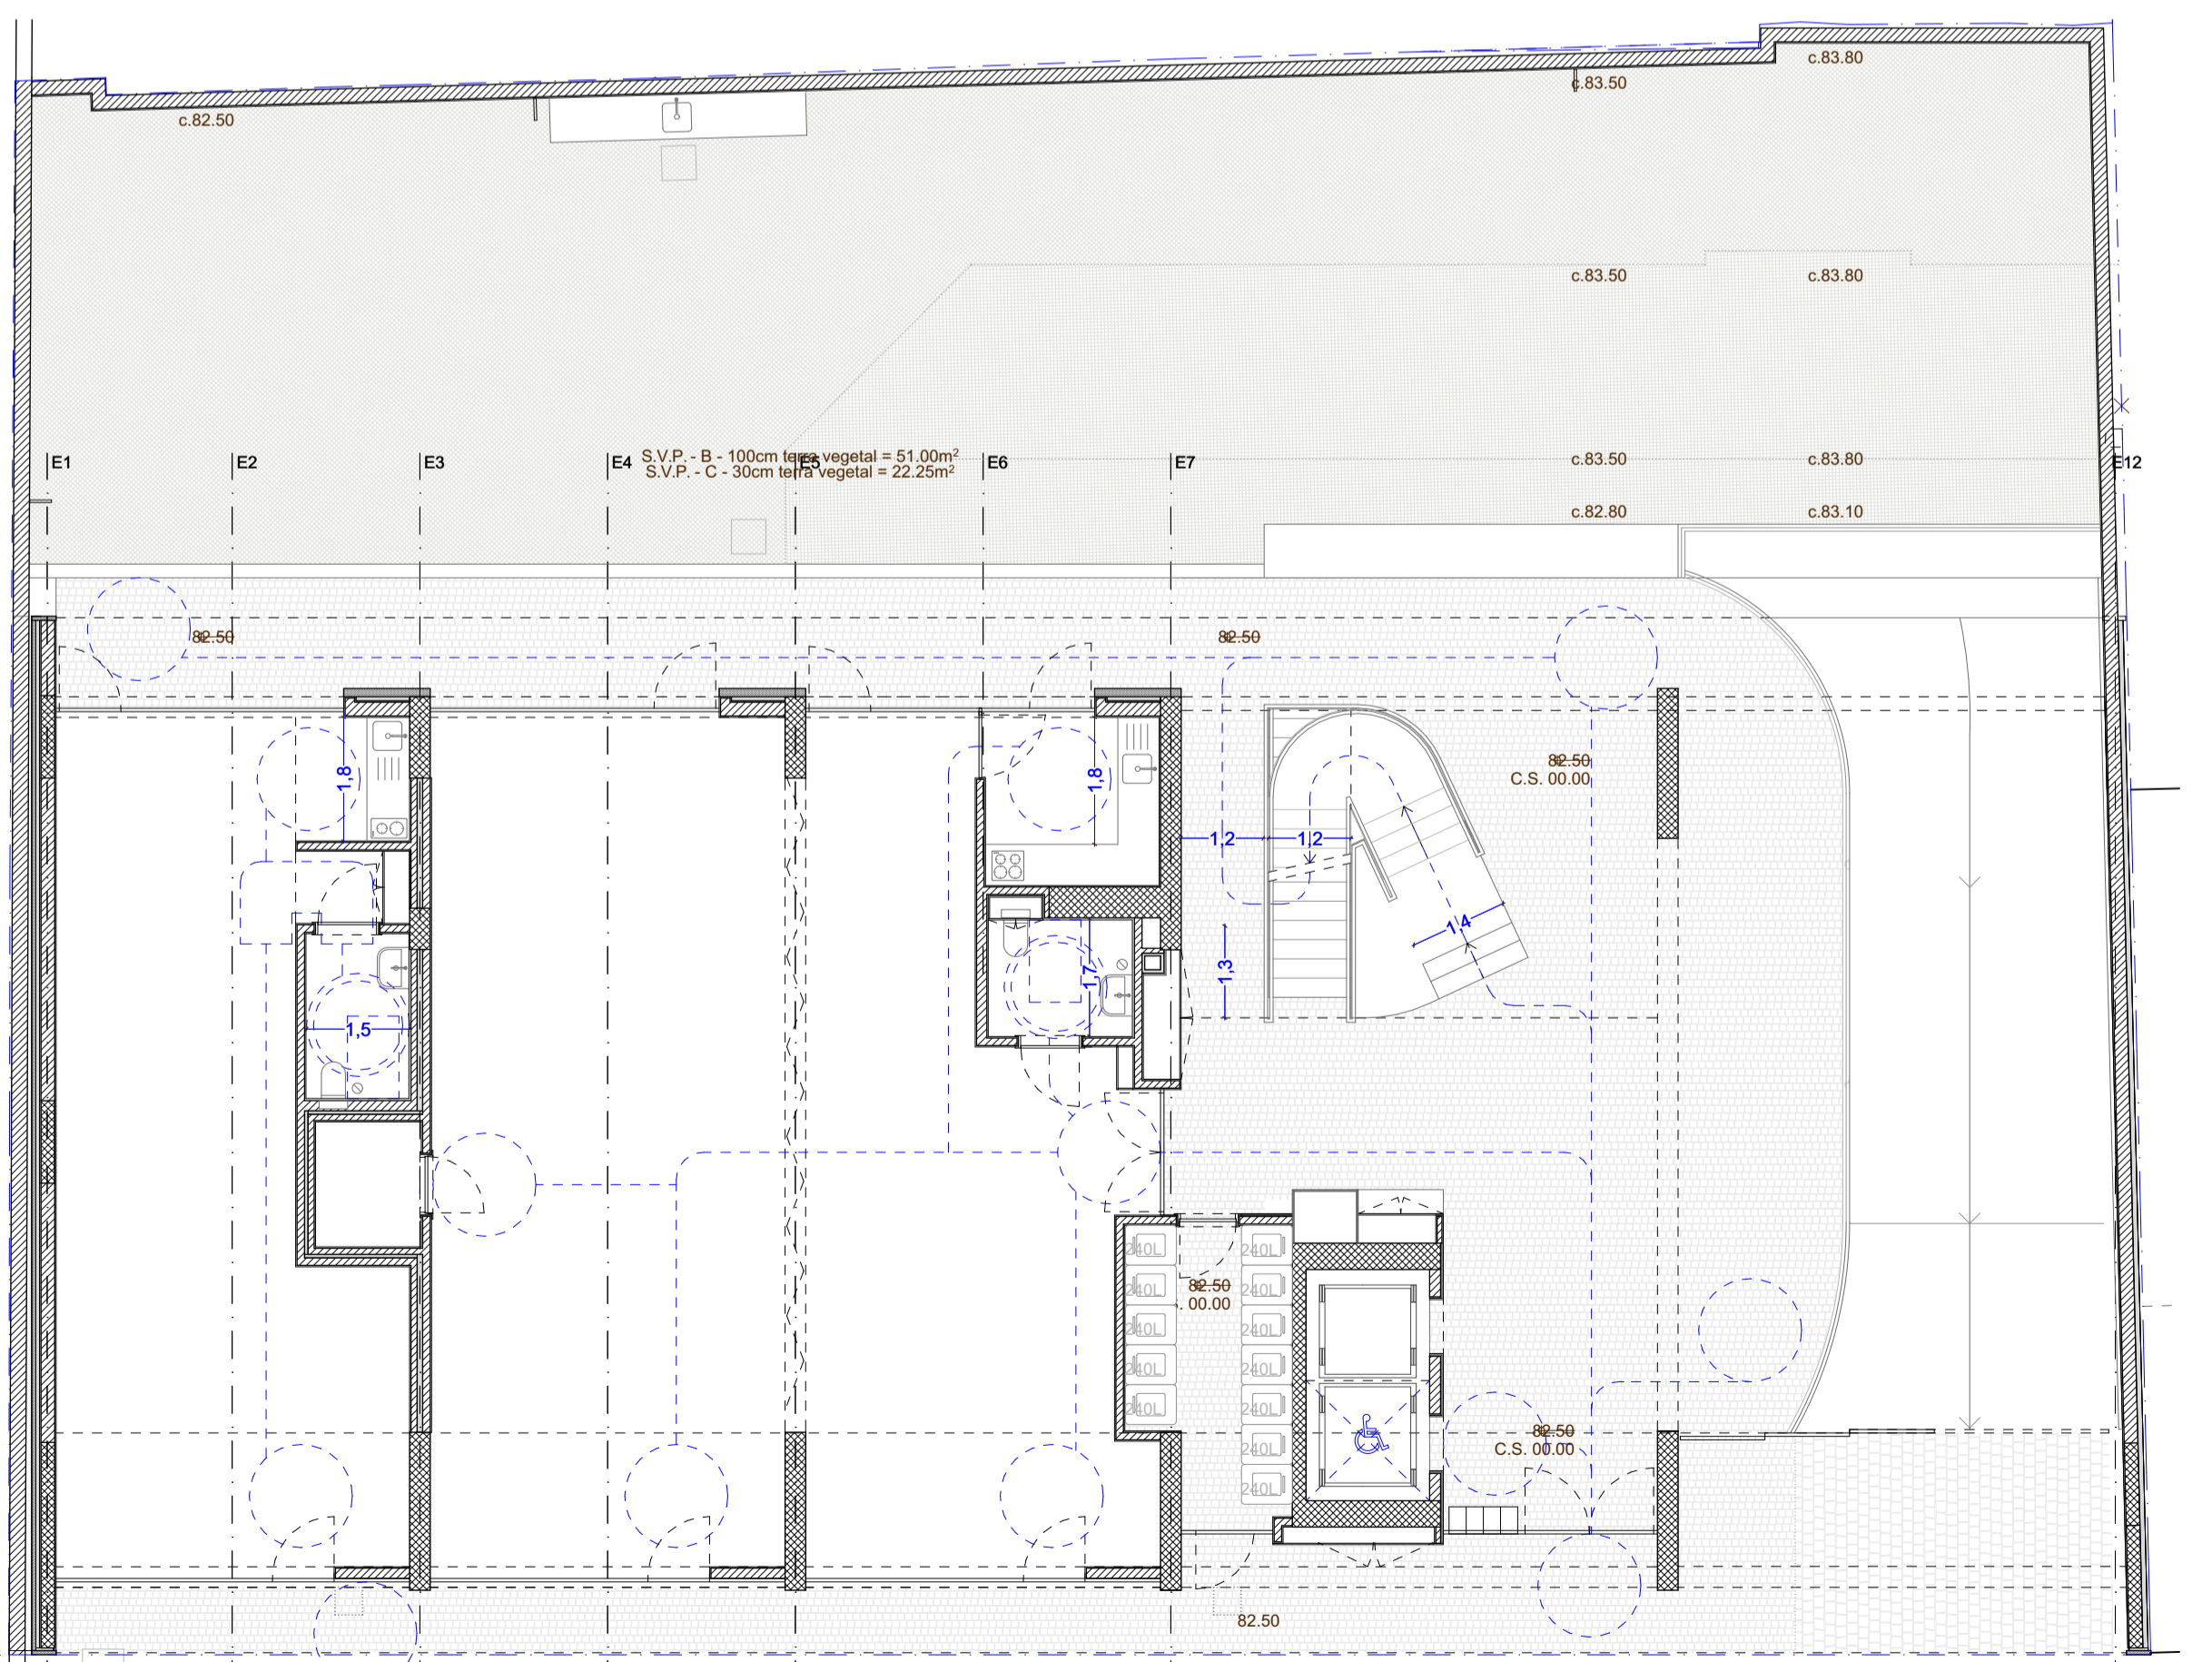 c.83.80
c.83.50
c.82.50
c.83.50
c.83.80
E1
E2
E3
E4
S.V.P. - B - 100cm terra vegetal = 51.00m²
S.V.P. - C - 30cm terra vegetal = 22.25m²
E5
E6
E7
c.83.50
c.83.80
E12
c.82.80
c.83.10
82.50
82.50
82.50
C.S. 00.00
1,8
1,8
1,2
1,2
1,4
1,3
1,7
1,5
240L
240L
240L
240L
82.50
. 00.00
240L
240L
240L
240L
240L
240L
82.50
C.S. 00.00
240L
240L
82.50